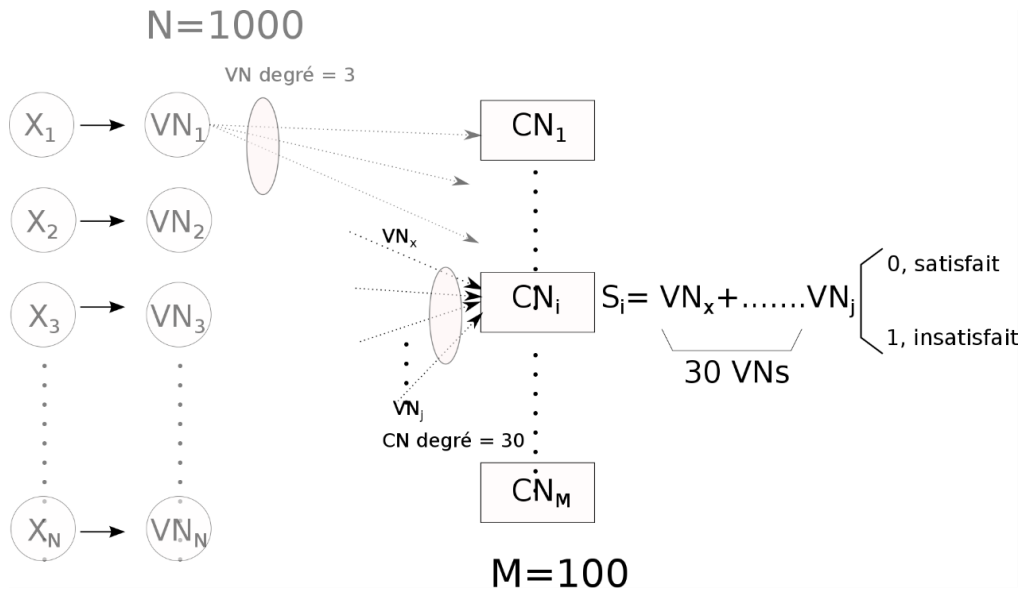 N=1000
VN degré = 3
X1
VN1
CN1
X2
VN2
VNx
X3
VN3
CNi
Si= VNx+.......VNj
0, satisfait
1, insatisfait
30 VNs
VNj
CN degré = 30
XN
VNN
CNM
M=100